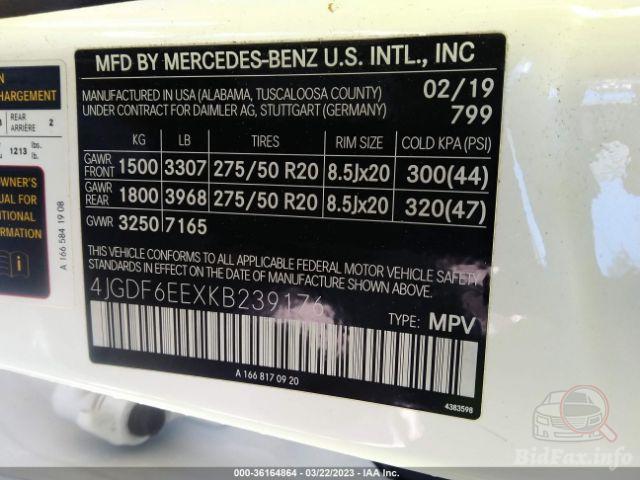 MFD BY MERCEDES-BENZ U.S. INTL., INC
MANUFACTURED IN USA (ALABAMA, TUSCALOOSA COUNTY) 02/19
UNDER CONTRACT FOR DAIMLER AG, STUTTGART (GERMANY) 799
KG LB TIRES RIM SIZE COLD KPA (PSI)
GAWR FRONT 1500 3307 275/50 R20 8.5Jx20 300(44)
GAWR REAR 1800 3968 275/50 R20 8.5Jx20 320(47)
GVWR 3250 7165
THIS VEHICLE CONFORMS TO ALL APPLICABLE FEDERAL MOTOR VEHICLE SAFETY
STANDARDS IN EFFECT ON THE DATE OF MANUFACTURE SHOWN ABOVE.
4JGDF6EEXKB239176
TYPE: MPV
A 166 817 09 20
4383598
HARGEMENT
REAR
ARRIÈRE 2
1213 lbs.
lb.
WNER'S
UAL FOR
TIONAL
RMATION
A 166 584 19 08
BidFax.info
000-36164864 / 03/22/2023 - IAA Inc.